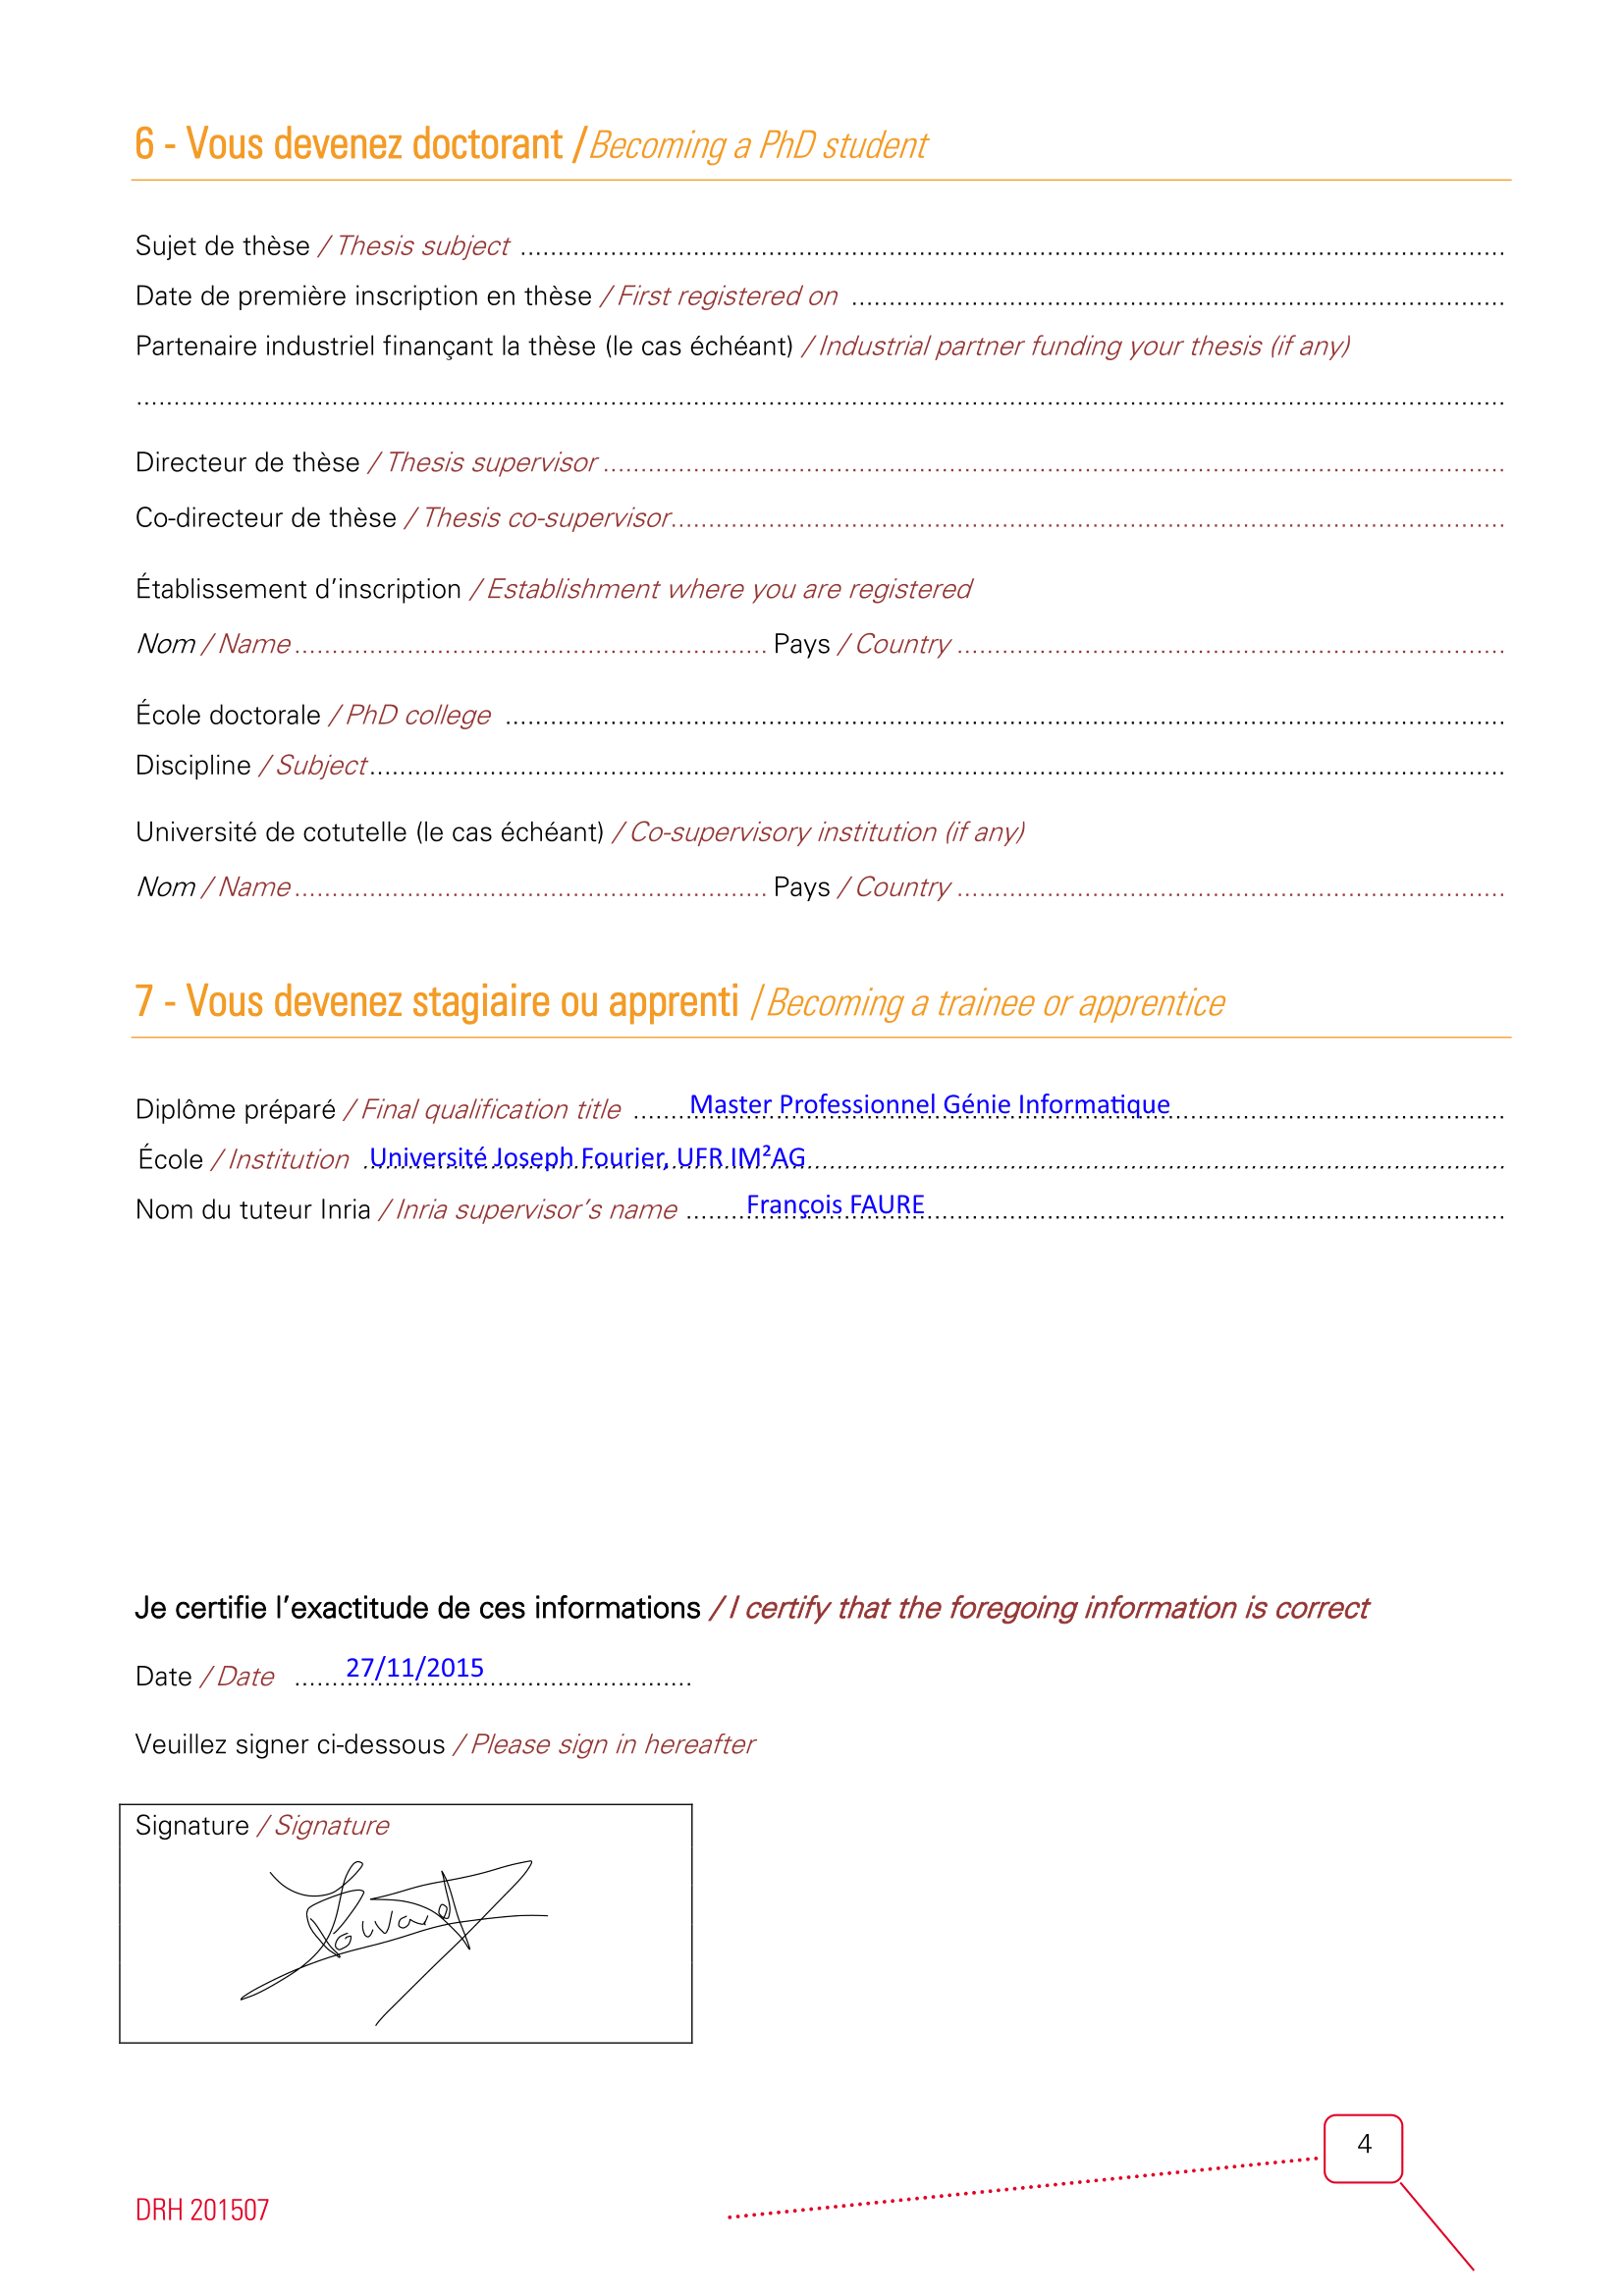 6 - Vous devenez doctorant / Becoming a PhD student
Sujet de thèse / Thesis subject ........................................
Date de première inscription en thèse / First registered on ........................................
Partenaire industriel finançant la thèse (le cas échéant) / Industrial partner funding your thesis (if any)
........................................
Directeur de thèse / Thesis supervisor ........................................
Co-directeur de thèse / Thesis co-supervisor........................................
Établissement d’inscription / Establishment where you are registered
Nom / Name ........................................ Pays / Country ........................................
École doctorale / PhD college ........................................
Discipline / Subject........................................
Université de cotutelle (le cas échéant) / Co-supervisory institution (if any)
Nom / Name ........................................ Pays / Country ........................................
7 - Vous devenez stagiaire ou apprenti / Becoming a trainee or apprentice
Diplôme préparé / Final qualification title Master Professionnel Génie Informatique
École / Institution Université Joseph Fourier, UFR IM²AG
Nom du tuteur Inria / Inria supervisor’s name François FAURE
Je certifie l’exactitude de ces informations / I certify that the foregoing information is correct
Date / Date 27/11/2015
Veuillez signer ci-dessous / Please sign in hereafter
Signature / Signature
4
DRH 201507